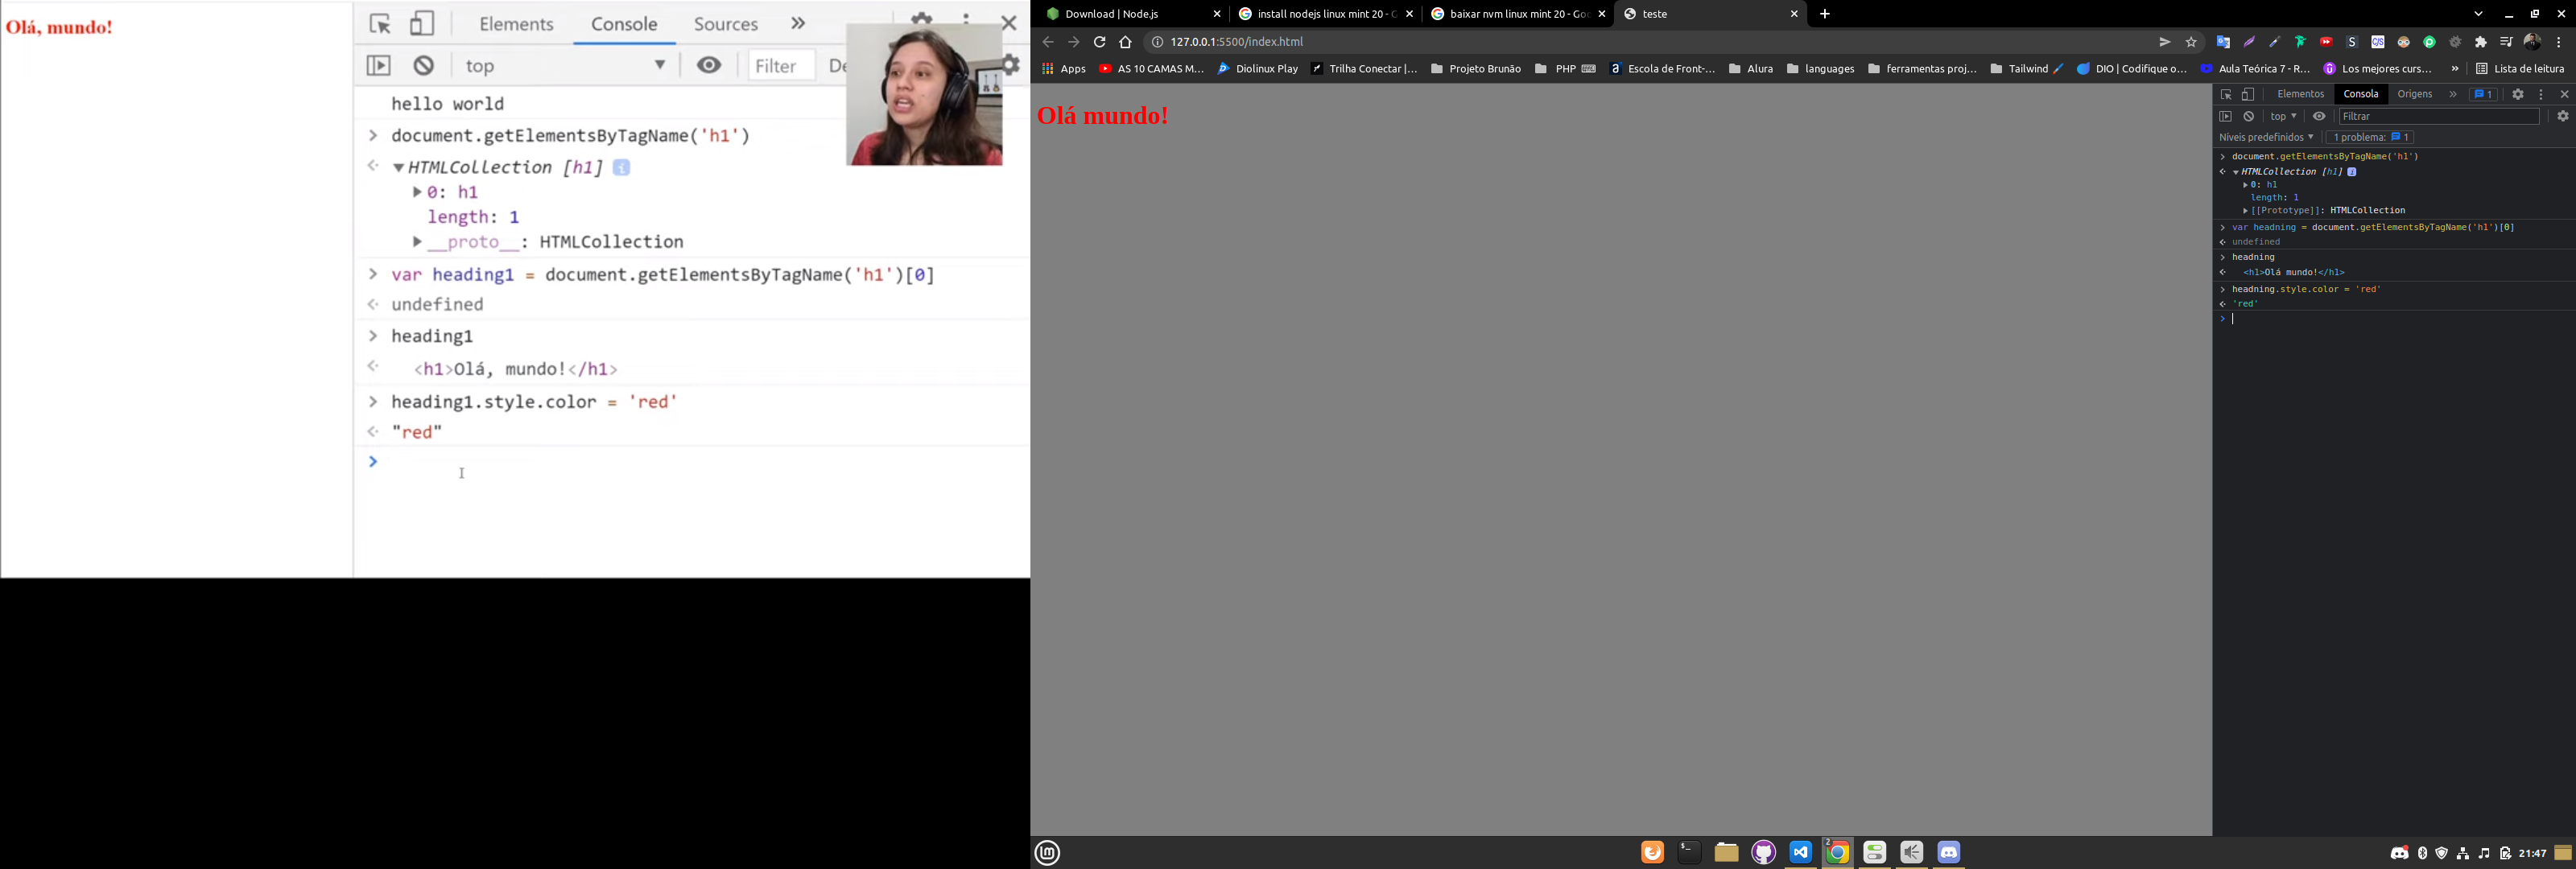 Olá, mundo!
Elements Console Sources »
top Filter De
hello world
> document.getElementsByTagName('h1')
HTMLCollection [h1] i
0: h1
length: 1
__proto__: HTMLCollection
> var heading1 = document.getElementsByTagName('h1')[0]
undefined
> heading1
<h1>Olá, mundo!</h1>
> heading1.style.color = 'red'
"red"
>
Download | Node.js
install nodejs linux mint 20 - G
baixar nvm linux mint 20 - Goo
teste
127.0.0.1:5500/index.html
Apps
AS 10 CAMAS M...
Diolinux Play
Trilha Conectar |...
Projeto Brunão
PHP
Escola de Front-...
Alura
languages
ferramentas proj...
Tailwind
DIO | Codifique o...
Aula Teórica 7 - R...
Los mejores curs...
»
Lista de leitura
Olá mundo!
Elementos Consola Origens » 1
top Filtrar
Níveis predefinidos 1 problema: 1
> document.getElementsByTagName('h1')
HTMLCollection [h1] i
0: h1
length: 1
[[Prototype]]: HTMLCollection
> var headning = document.getElementsByTagName('h1')[0]
undefined
> headning
<h1>Olá mundo!</h1>
> headning.style.color = 'red'
'red'
>
2
21:47